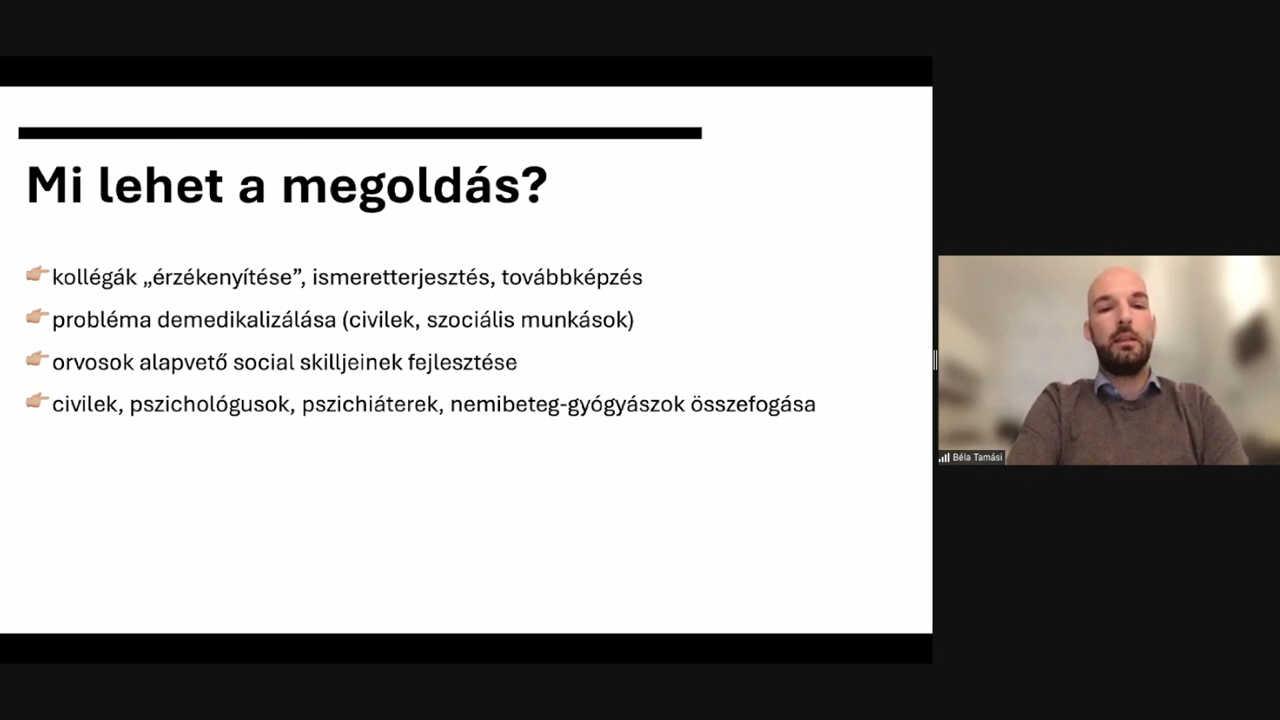 Mi lehet a megoldás?
kollégák „érzékenyítése”, ismeretterjesztés, továbbképzés
probléma demedikalizálása (civilek, szociális munkások)
orvosok alapvető social skilljeinek fejlesztése
civilek, pszichológusok, pszichiáterek, nemibeteg-gyógyászok összefogása
Béla Tamási